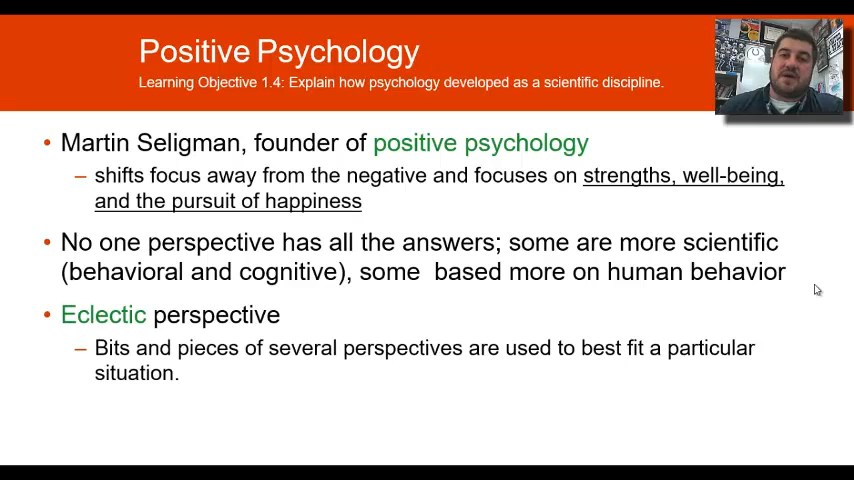 Positive Psychology
Learning Objective 1.4: Explain how psychology developed as a scientific discipline.
• Martin Seligman, founder of positive psychology
– shifts focus away from the negative and focuses on strengths, well-being,
and the pursuit of happiness
• No one perspective has all the answers; some are more scientific
(behavioral and cognitive), some  based more on human behavior
• Eclectic perspective
– Bits and pieces of several perspectives are used to best fit a particular
situation.